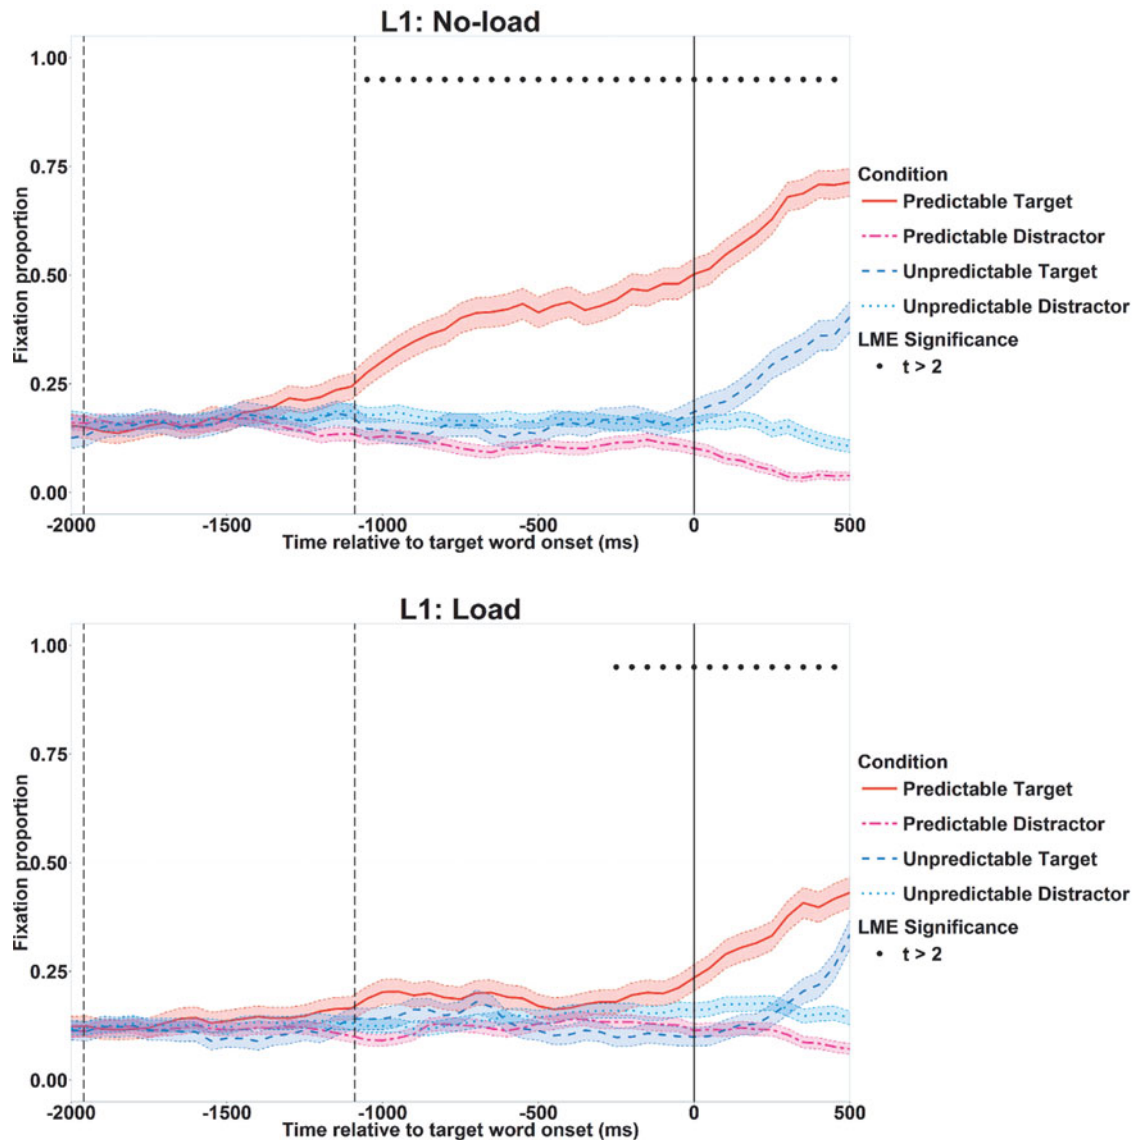 L1: No-load
1.00
0.75
0.50
0.25
0.00
Fixation proportion
-2000 -1500 -1000 -500 0 500
Time relative to target word onset (ms)
Condition
Predictable Target
Predictable Distractor
Unpredictable Target
Unpredictable Distractor
LME Significance
t > 2
L1: Load
1.00
0.75
0.50
0.25
0.00
Fixation proportion
-2000 -1500 -1000 -500 0 500
Time relative to target word onset (ms)
Condition
Predictable Target
Predictable Distractor
Unpredictable Target
Unpredictable Distractor
LME Significance
t > 2